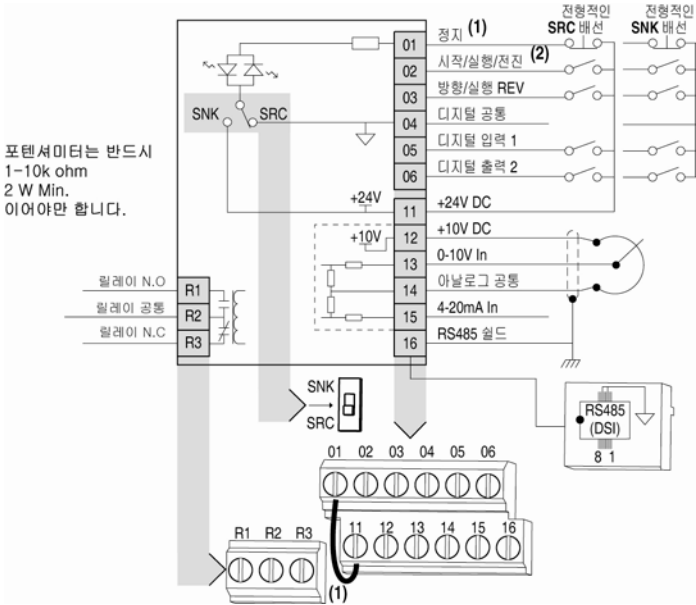 전형적인
SRC 배선
전형적인
SNK 배선
정지 (1)
01
시작/실행/전진 (2)
02
방향/실행 REV
03
SNK
SRC
디지털 공통
04
디지털 입력 1
05
디지털 출력 2
06
포텐셔미터는 반드시
1-10k ohm
2 W Min.
이어야만 합니다.
+24V
+24V DC
11
+10V
+10V DC
12
0-10V In
13
아날로그 공통
14
4-20mA In
15
RS485 쉴드
16
릴레이 N.O
R1
릴레이 공통
R2
릴레이 N.C
R3
SNK
SRC
RS485
(DSI)
8 1
01 02 03 04 05 06
11 12 13 14 15 16
R1 R2 R3
(1)